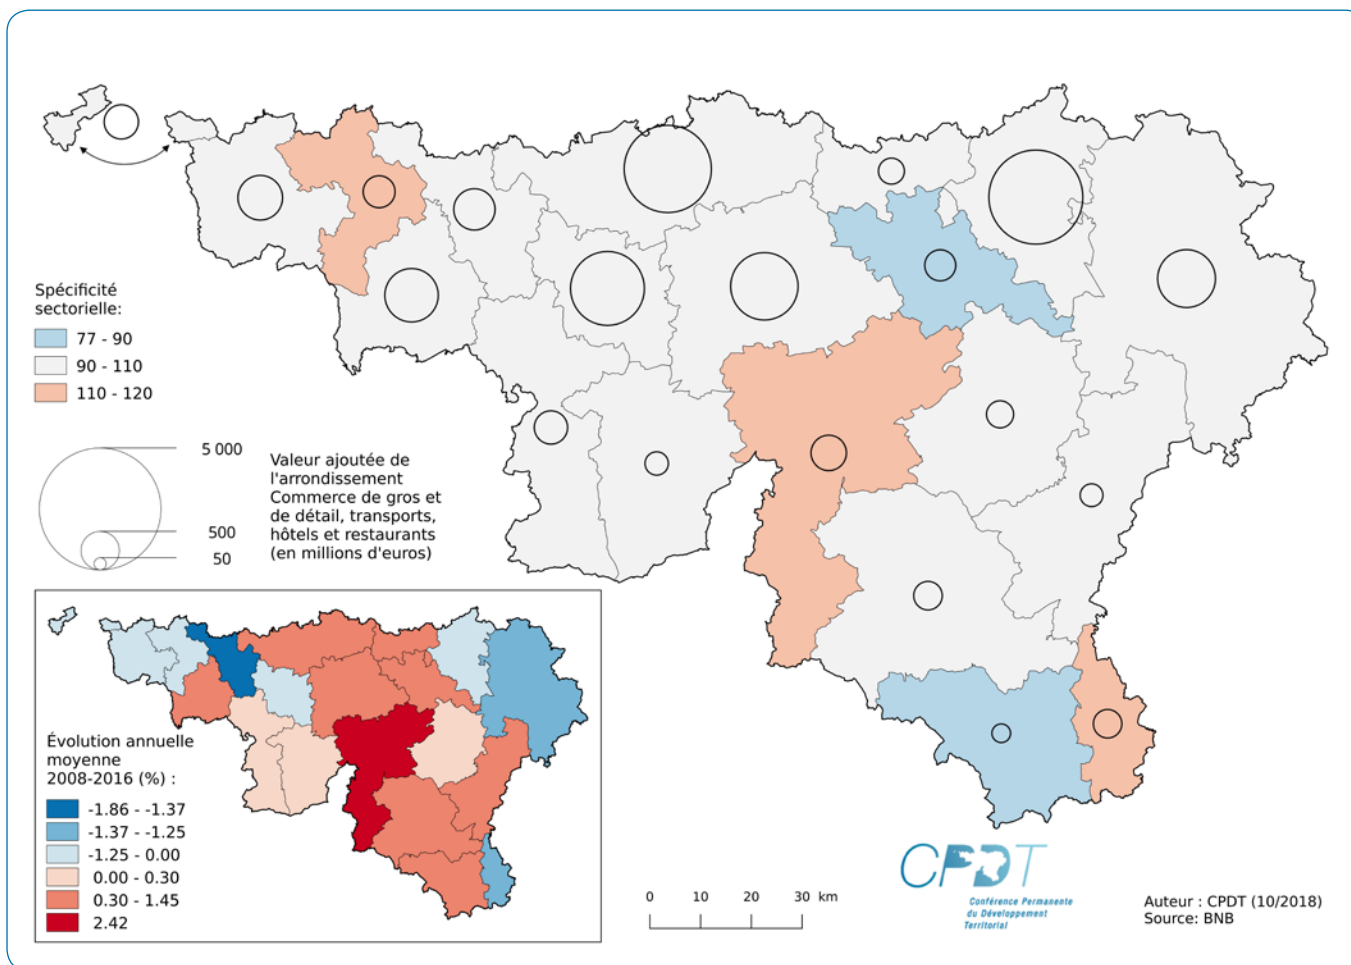 Spécificité
sectorielle:
77 - 90
90 - 110
110 - 120
5 000
500
50
Valeur ajoutée de
l'arrondissement
Commerce de gros et
de détail, transports,
hôtels et restaurants
(en millions d'euros)
Évolution annuelle
moyenne
2008-2016 (%) :
-1.86 - -1.37
-1.37 - -1.25
-1.25 - 0.00
0.00 - 0.30
0.30 - 1.45
2.42
0 10 20 30 km
CPDT
Conférence Permanente
du Développement
Territorial
Auteur : CPDT (10/2018)
Source: BNB